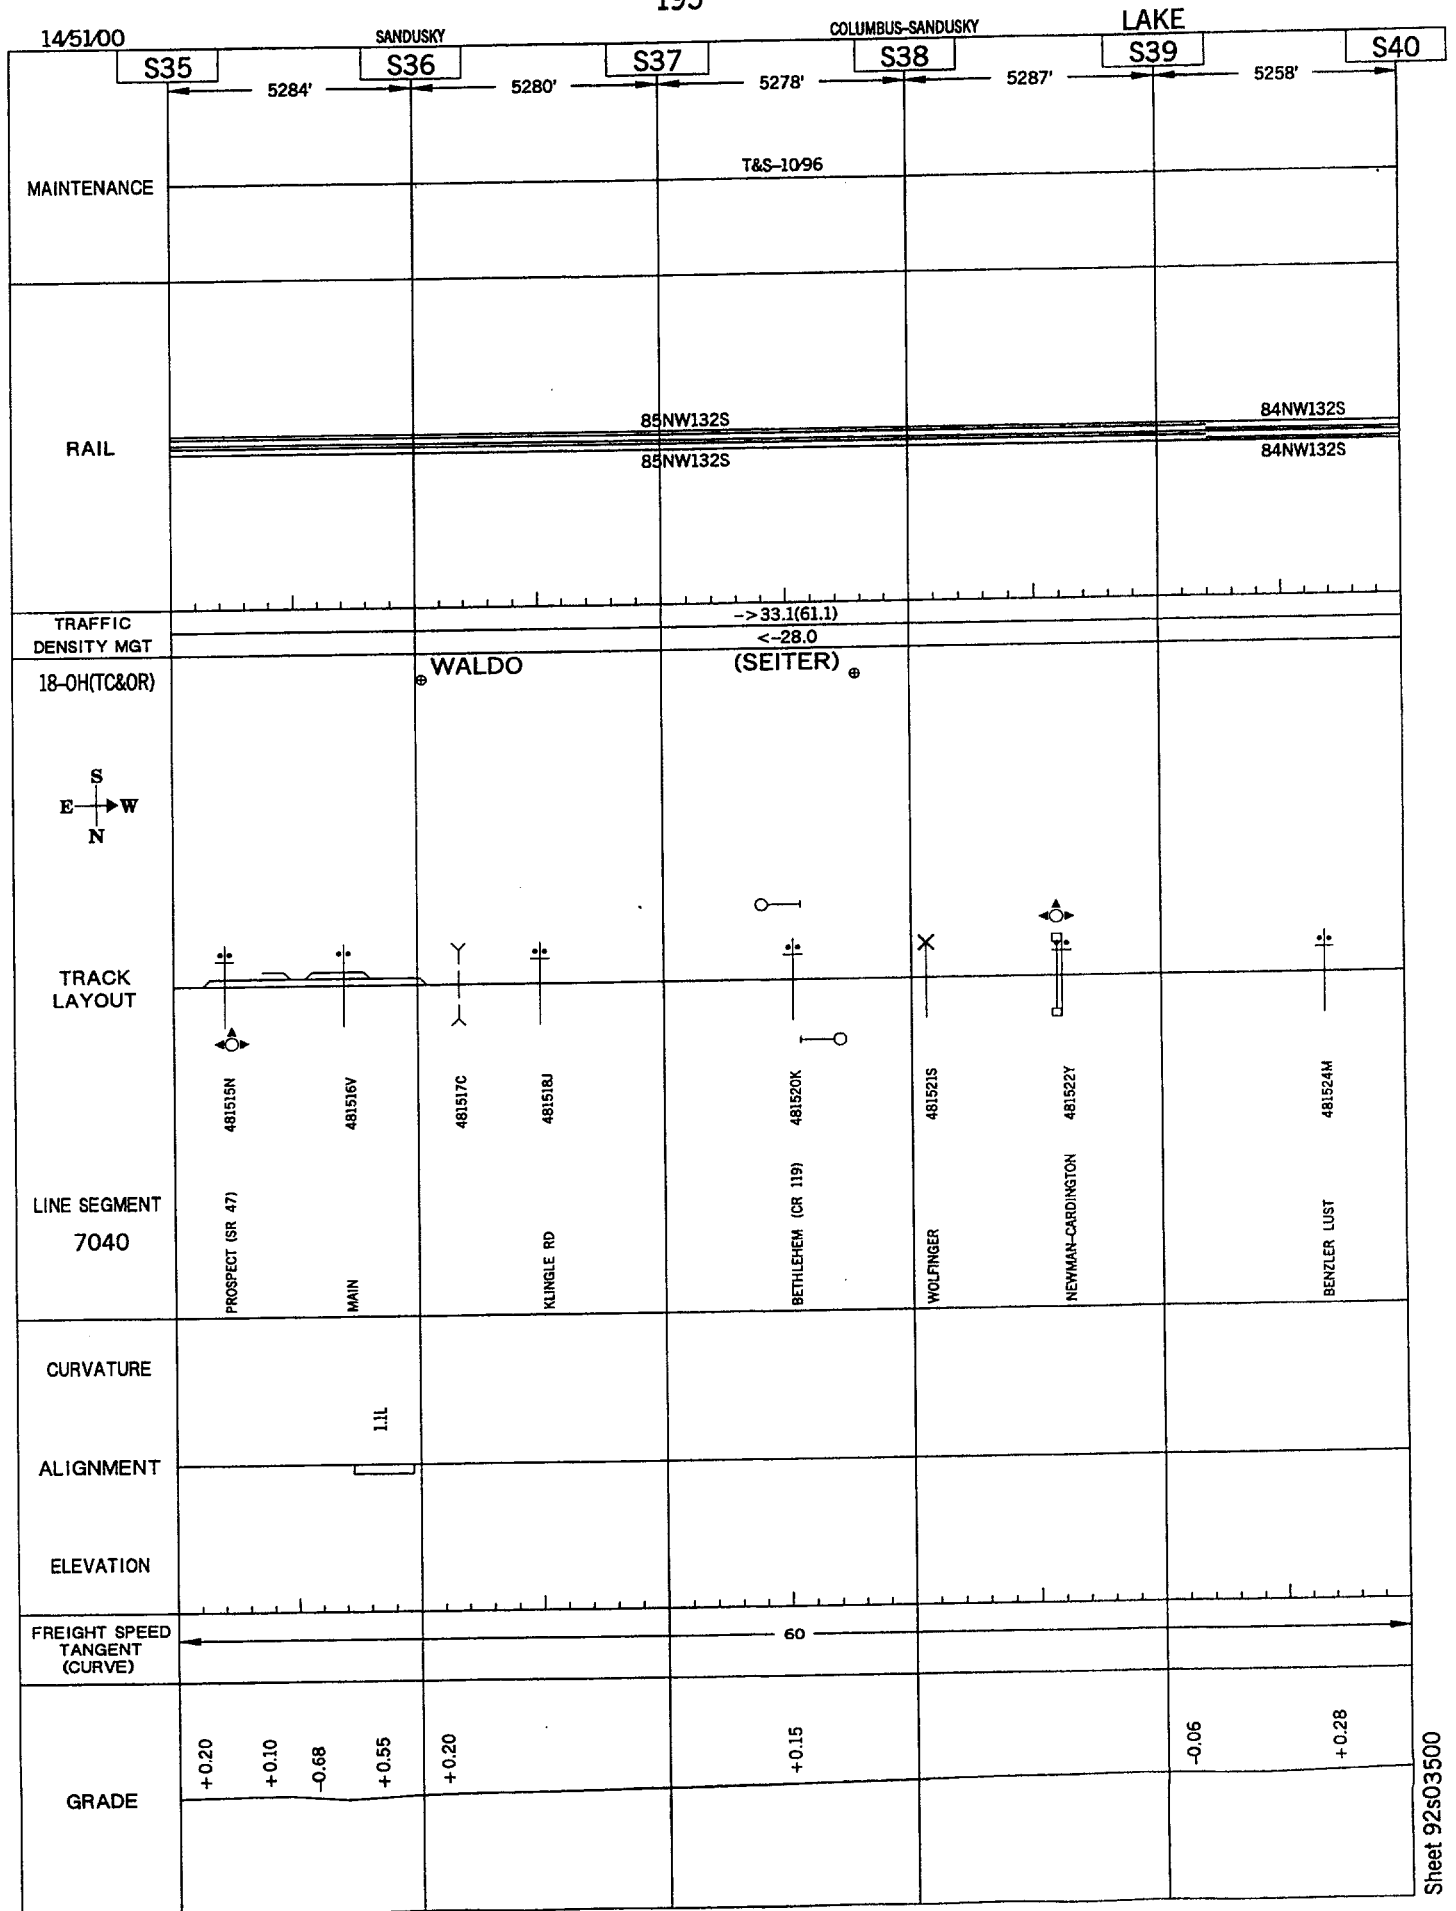 195
14/51/00 SANDUSKY COLUMBUS-SANDUSKY LAKE
S35 S36 S37 S38 S39 S40
5284' 5280' 5278' 5287' 5258'
T&S-10/96
MAINTENANCE
85NW132S 84NW132S
RAIL
85NW132S 84NW132S
TRAFFIC
DENSITY MGT
->33.1(61.1)
<-28.0
18-OH(TC&OR)
WALDO (SEITER)
S
E W
N
TRACK
LAYOUT
481515N 481516V 481517C 481518J 481520K 481521S 481522Y 481524M
LINE SEGMENT
7040
PROSPECT (SR 47)
MAIN
KLINGLE RD
BETHLEHEM (CR 119)
WOLFINGER
NEWMAN-CARDINGTON
BENZLER LUST
CURVATURE
1.1L
ALIGNMENT
ELEVATION
FREIGHT SPEED
TANGENT
(CURVE)
60
+0.20 +0.10 -0.68 +0.55 +0.20 +0.15 -0.06 +0.28
GRADE
Sheet 92s03500